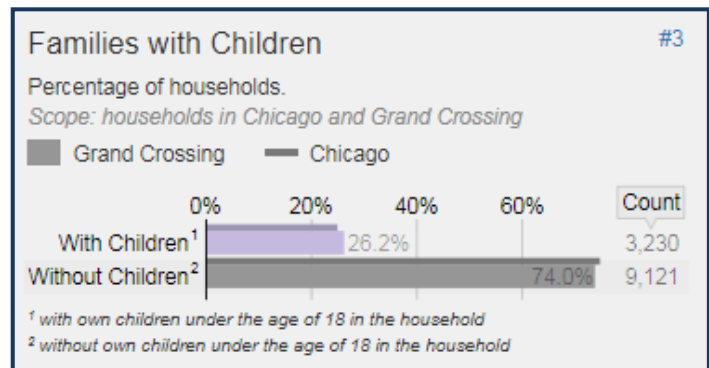 Families with Children #3
Percentage of households.
Scope: households in Chicago and Grand Crossing
Grand Crossing Chicago
0% 20% 40% 60% Count
With Children¹ 26.2% 3,230
Without Children² 74.0% 9,121
¹ with own children under the age of 18 in the household
² without own children under the age of 18 in the household